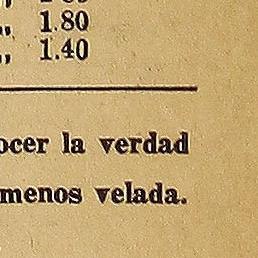 „ 1.80
„ 1.40
ocer la verdad
menos velada.